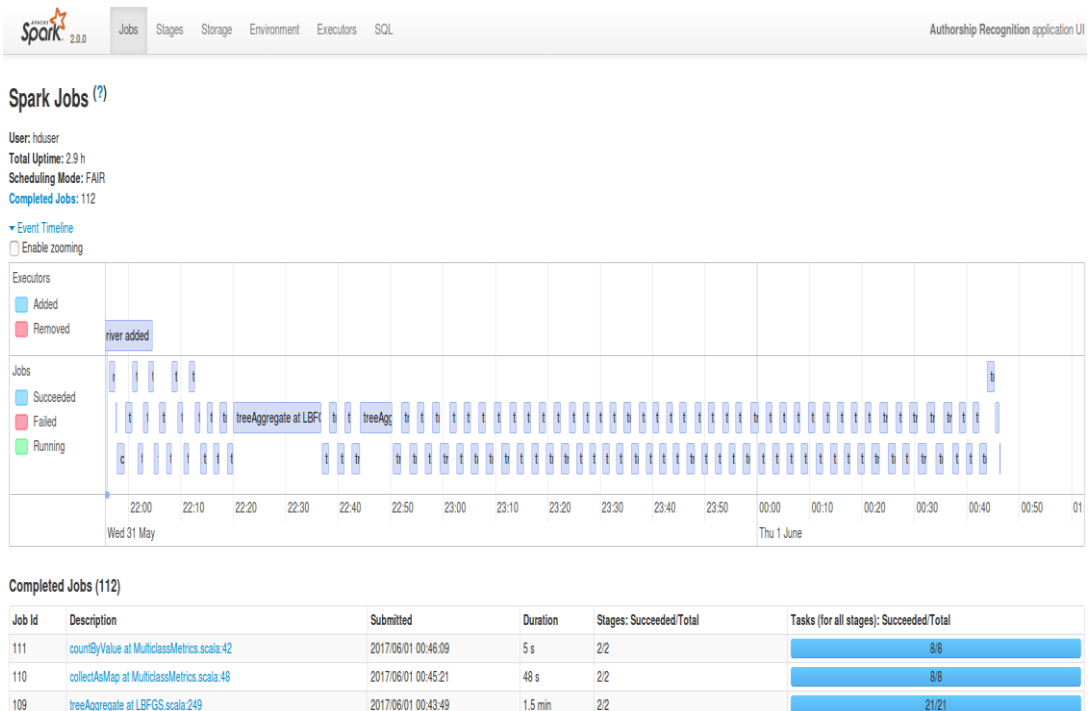 APACHE Spark 2.0.0 Jobs Stages Storage Environment Executors SQL Authorship Recognition application UI
Spark Jobs (?)
User: hduser
Total Uptime: 2.9 h
Scheduling Mode: FAIR
Completed Jobs: 112
Event Timeline
Enable zooming
Executors
Added
Removed
river added
Jobs
Succeeded
Failed
Running
treeAggregate at LBF
treeAgg
22:00 22:10 22:20 22:30 22:40 22:50 23:00 23:10 23:20 23:30 23:40 23:50 00:00 00:10 00:20 00:30 00:40 00:50 01:
Wed 31 May Thu 1 June
Completed Jobs (112)
Job Id Description Submitted Duration Stages: Succeeded/Total Tasks (for all stages): Succeeded/Total
111 countByValue at MulticlassMetrics.scala:42 2017/06/01 00:46:09 5 s 2/2 8/8
110 collectAsMap at MulticlassMetrics.scala:48 2017/06/01 00:45:21 48 s 2/2 8/8
109 treeAggregate at LBFGS.scala:249 2017/06/01 00:43:49 1.5 min 2/2 21/21